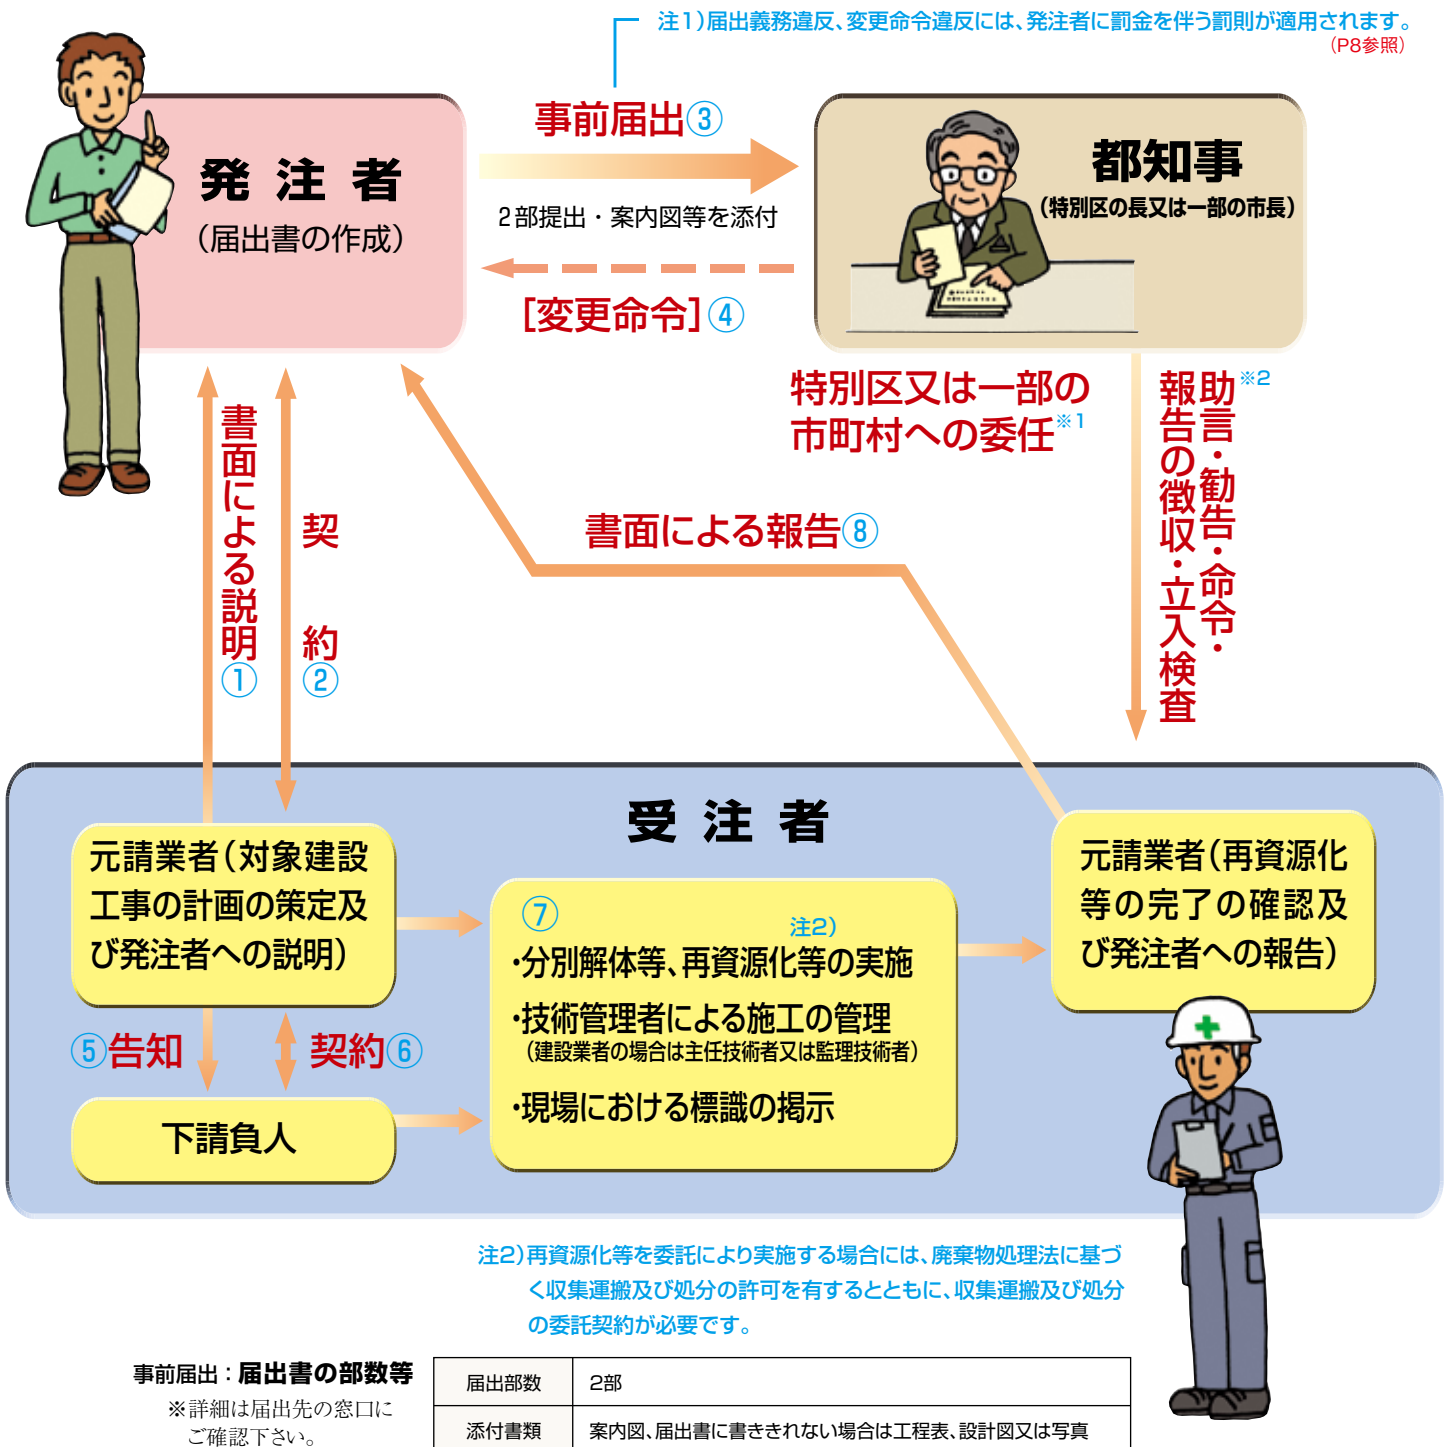 注1)届出義務違反、変更命令違反には、発注者に罰金を伴う罰則が適用されます。
(P8参照)
発注者
(届出書の作成)
事前届出③
2部提出・案内図等を添付
[変更命令]④
都知事
(特別区の長又は一部の市長)
特別区又は一部の
市町村への委任※1
助言・勧告・命令・※2
報告の徴収・立入検査
書面による説明①
契約②
書面による報告⑧
受注者
元請業者(対象建設
工事の計画の策定及
び発注者への説明)
⑤告知
契約⑥
下請負人
⑦
注2)
・分別解体等、再資源化等の実施
・技術管理者による施工の管理
(建設業者の場合は主任技術者又は監理技術者)
・現場における標識の掲示
元請業者(再資源化
等の完了の確認及
び発注者への報告)
注2)再資源化等を委託により実施する場合には、廃棄物処理法に基づ
く収集運搬及び処分の許可を有するとともに、収集運搬及び処分
の委託契約が必要です。
事前届出:届出書の部数等
※詳細は届出先の窓口に
ご確認下さい。
届出部数 2部
添付書類 案内図、届出書に書ききれない場合は工程表、設計図又は写真